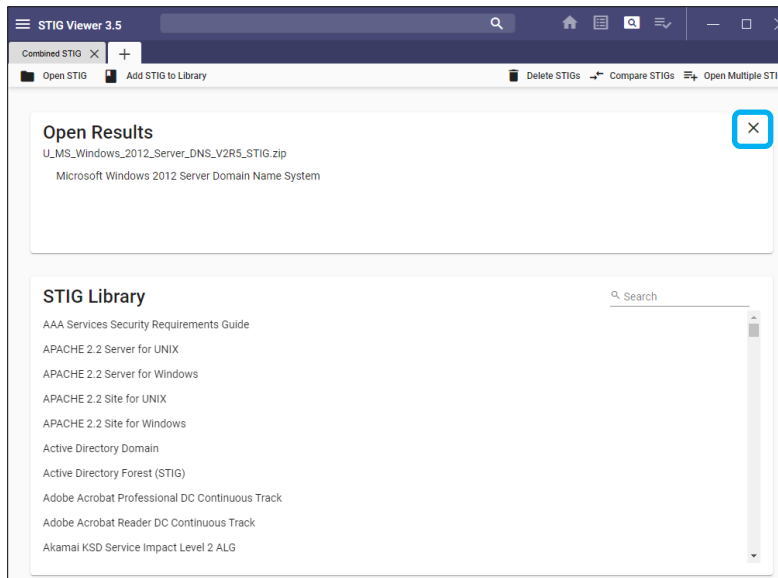 STIG Viewer 3.5
Combined STIG
Open STIG Add STIG to Library Delete STIGs Compare STIGs Open Multiple STI
Open Results
U_MS_Windows_2012_Server_DNS_V2R5_STIG.zip
Microsoft Windows 2012 Server Domain Name System
STIG Library
Search
AAA Services Security Requirements Guide
APACHE 2.2 Server for UNIX
APACHE 2.2 Server for Windows
APACHE 2.2 Site for UNIX
APACHE 2.2 Site for Windows
Active Directory Domain
Active Directory Forest (STIG)
Adobe Acrobat Professional DC Continuous Track
Adobe Acrobat Reader DC Continuous Track
Akamai KSD Service Impact Level 2 ALG